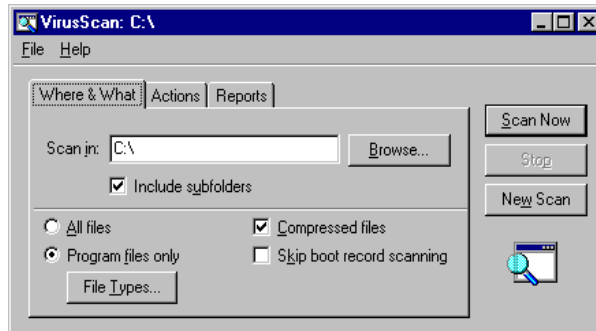 VirusScan: C:\
File Help
Where & What Actions Reports
Scan in: C:\ Browse...
Include subfolders
All files
Program files only
File Types...
Compressed files
Skip boot record scanning
Scan Now
Stop
New Scan